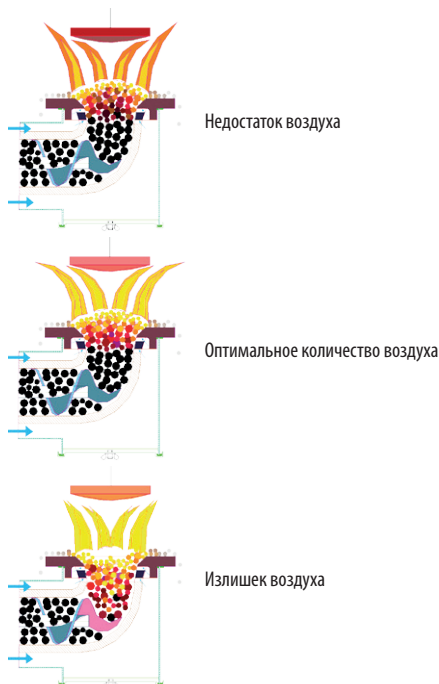 Недостаток воздуха
Оптимальное количество воздуха
Излишек воздуха